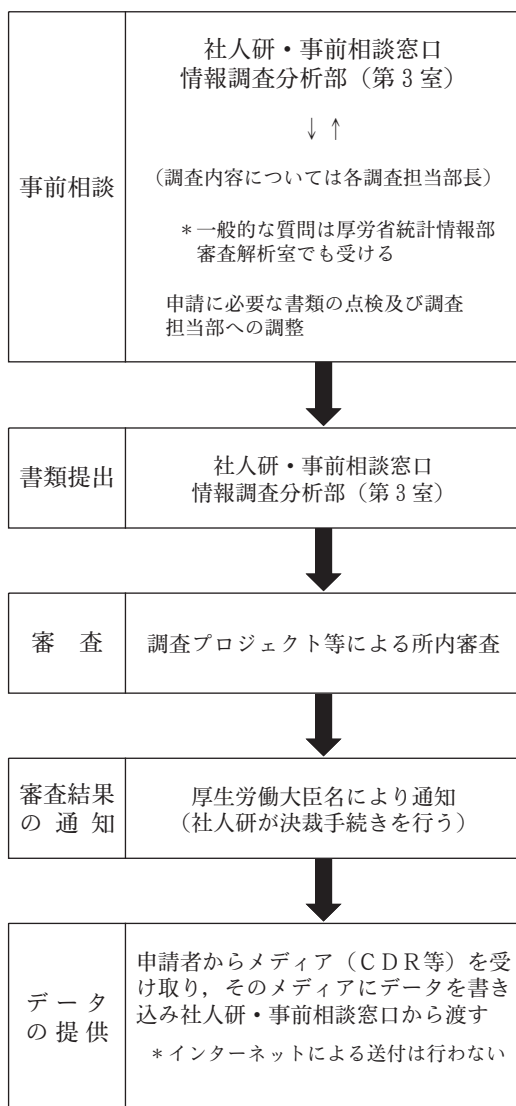 事前相談
社人研・事前相談窓口
情報調査分析部（第3室）
↓ ↑
（調査内容については各調査担当部長）
＊一般的な質問は厚労省統計情報部
審査解析室でも受ける
申請に必要な書類の点検及び調査
担当部への調整
書類提出
社人研・事前相談窓口
情報調査分析部（第3室）
審　査
調査プロジェクト等による所内審査
審査結果
の 通 知
厚生労働大臣名により通知
（社人研が決裁手続きを行う）
デ ー タ
の 提 供
申請者からメディア（ＣＤＲ等）を受
け取り，そのメディアにデータを書き
込み社人研・事前相談窓口から渡す
＊インターネットによる送付は行わない